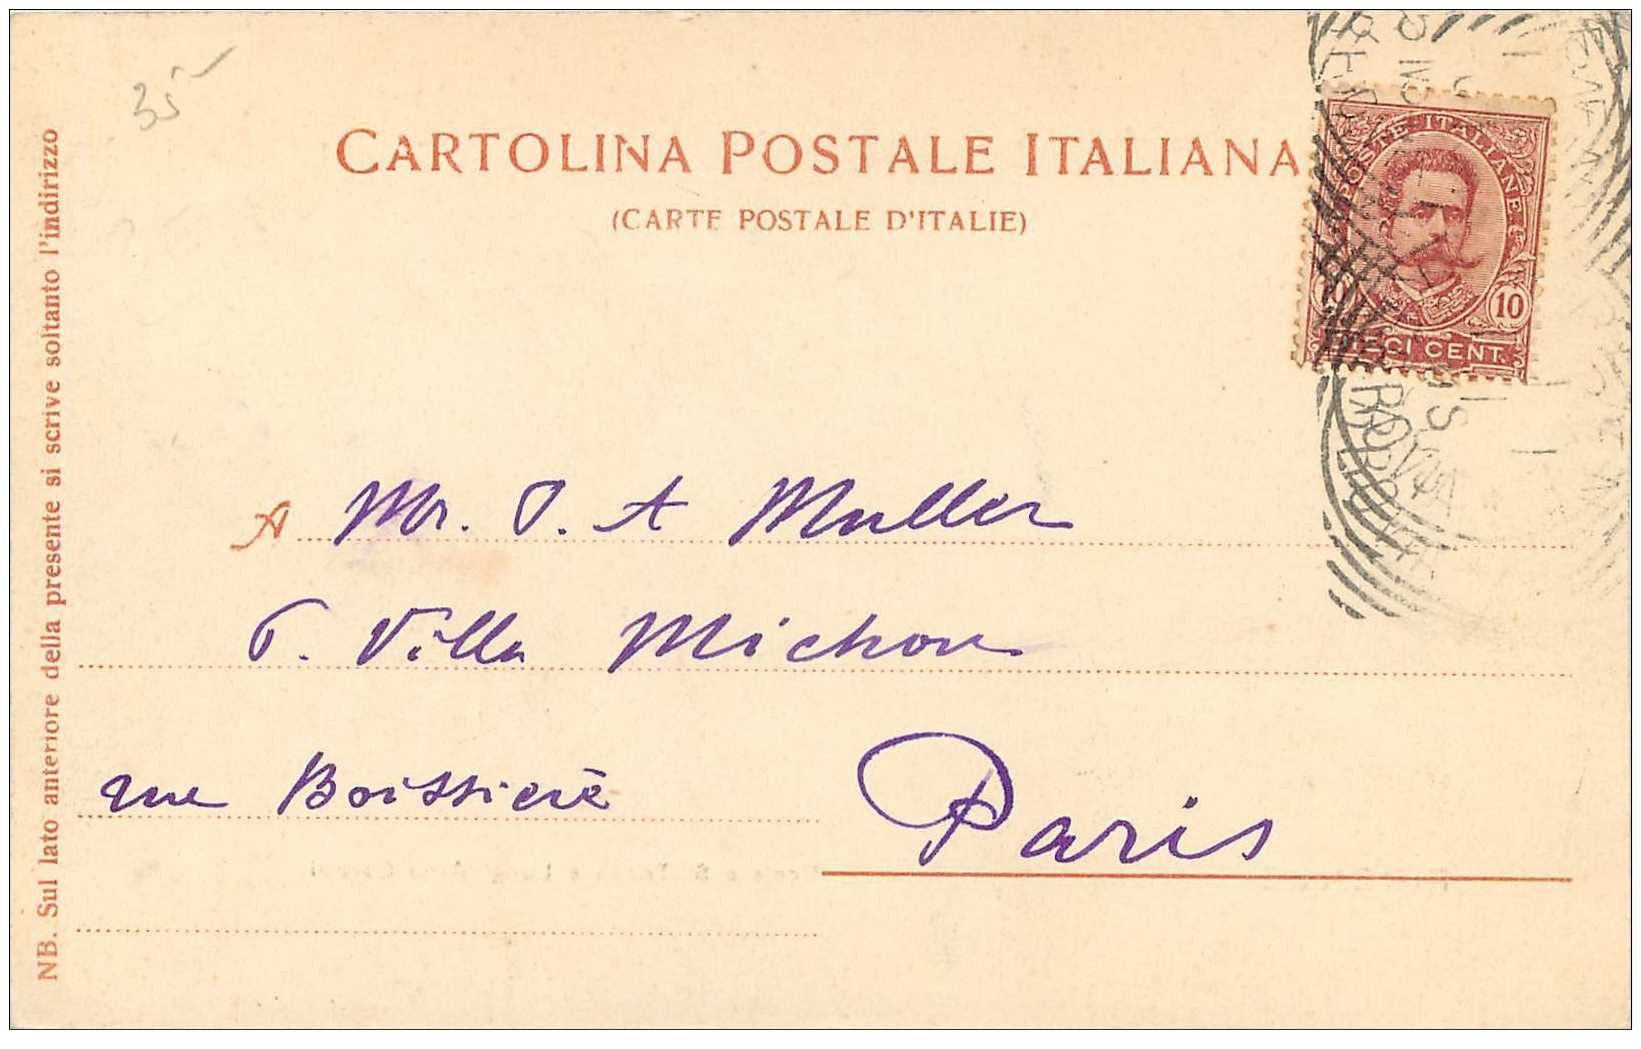 35
CARTOLINA POSTALE ITALIANA
(CARTE POSTALE D'ITALIE)
POSTE ITALIANE
10 10
DIECI CENT.
A Mr. P. A Muller
6. Villa Michon
rue Boissière
Paris
NB. Sul lato anteriore della presente si scrive soltanto l'indirizzo